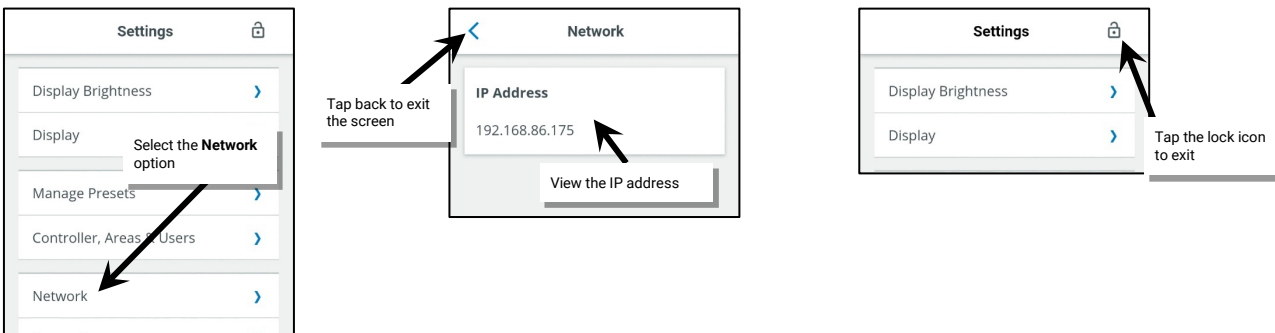 Settings
Display Brightness
Display
Select the Network
option
Manage Presets
Controller, Areas & Users
Network
Network
Tap back to exit
the screen
IP Address
192.168.86.175
View the IP address
Settings
Display Brightness
Display
Tap the lock icon
to exit